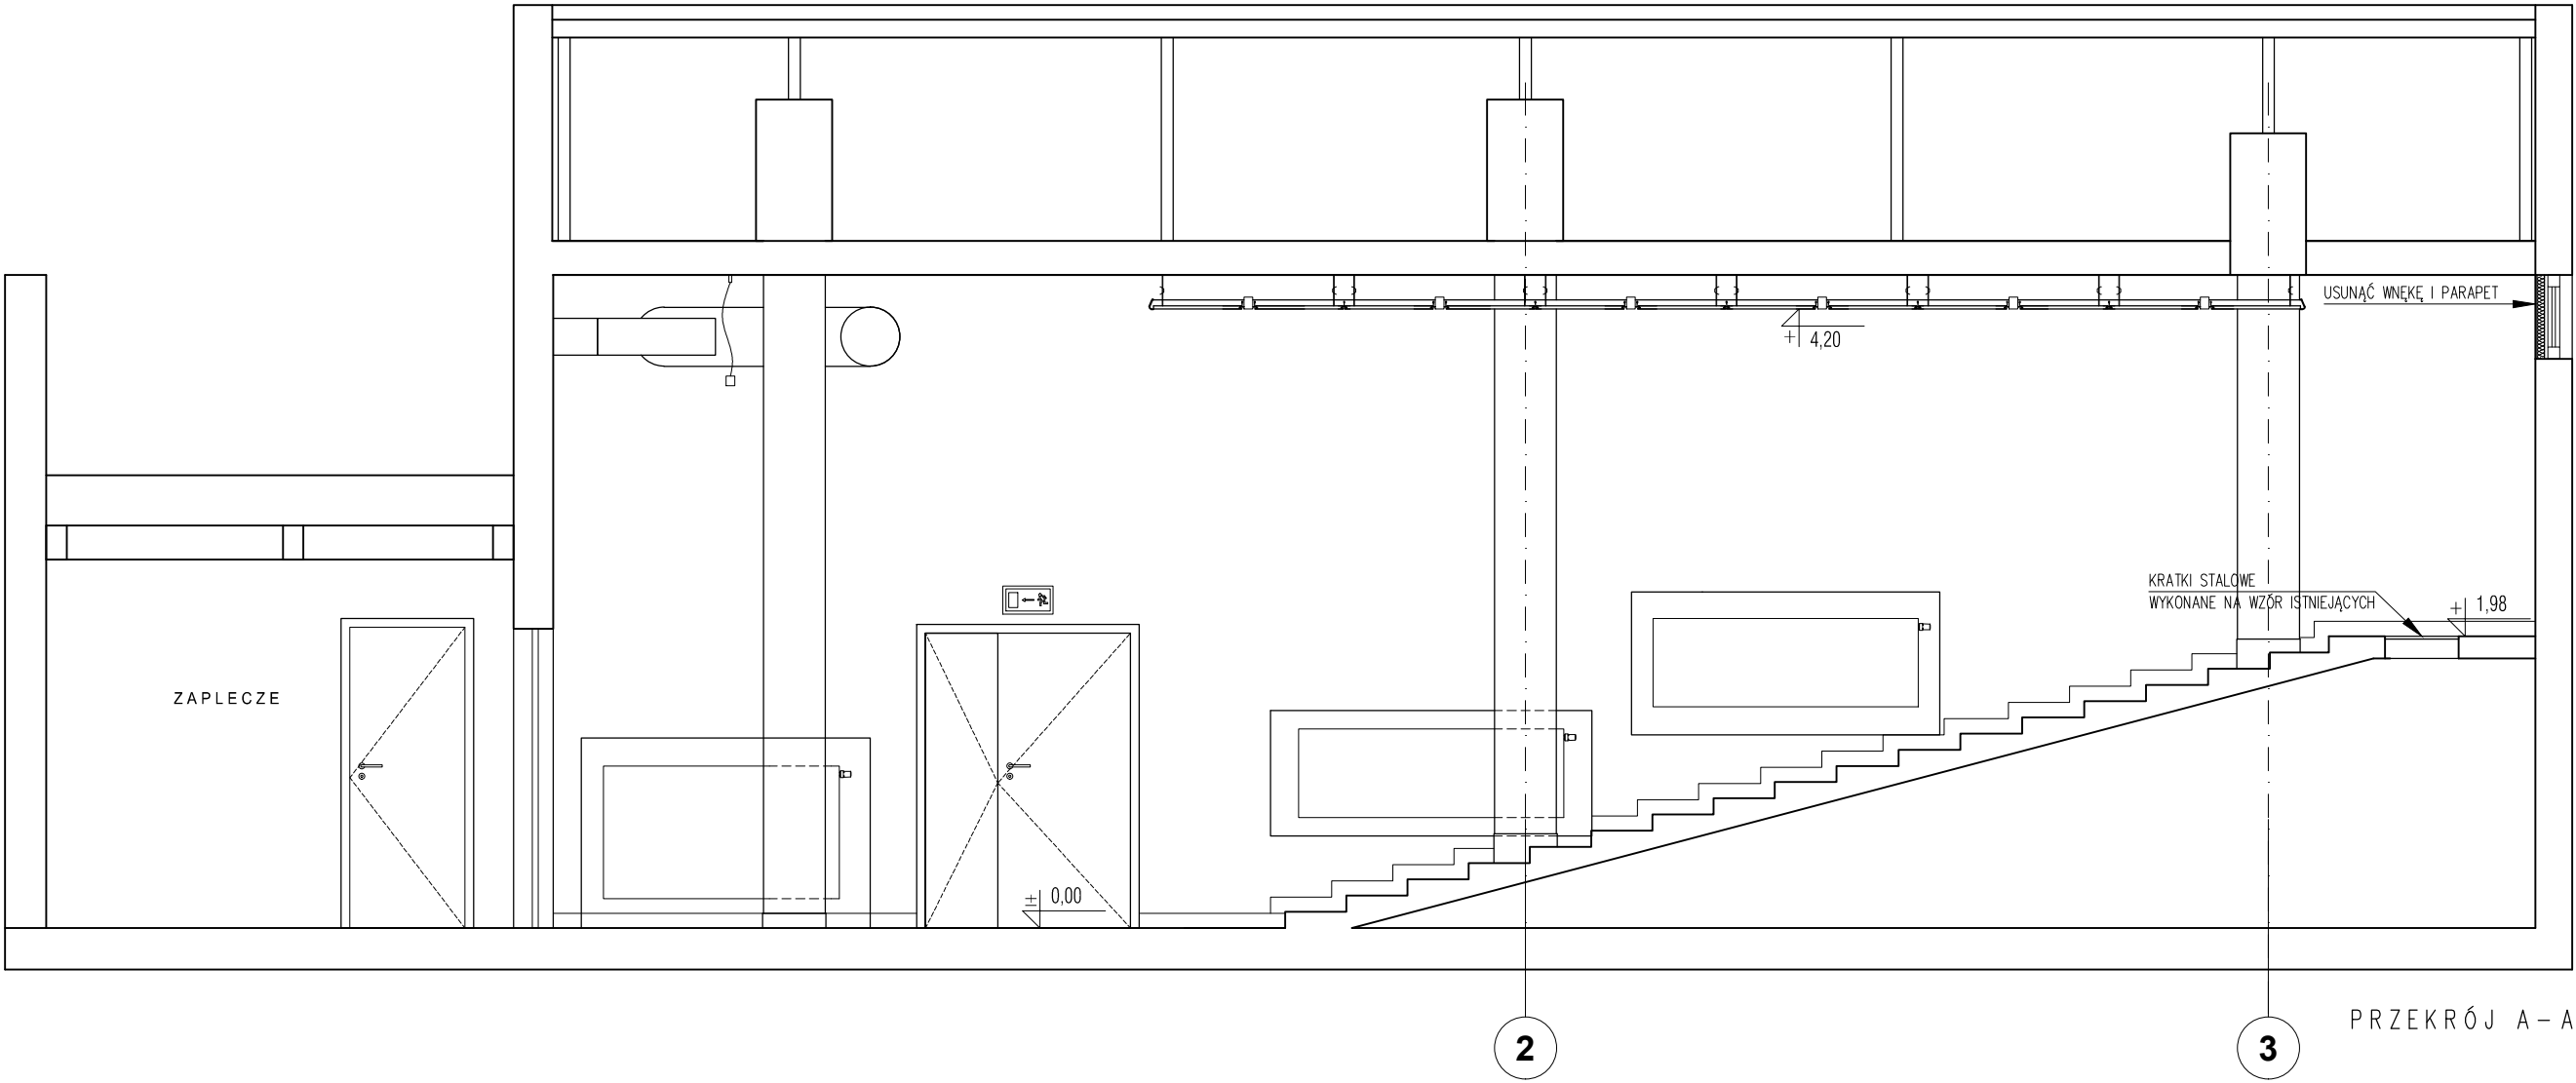 USUNĄĆ WNĘKĘ I PARAPET
+ 4,20
KRATKI STALOWE
WYKONANE NA WZÓR ISTNIEJĄCYCH
+ 1,98
ZAPLECZE
± 0,00
PRZEKRÓJ A-A
2
3